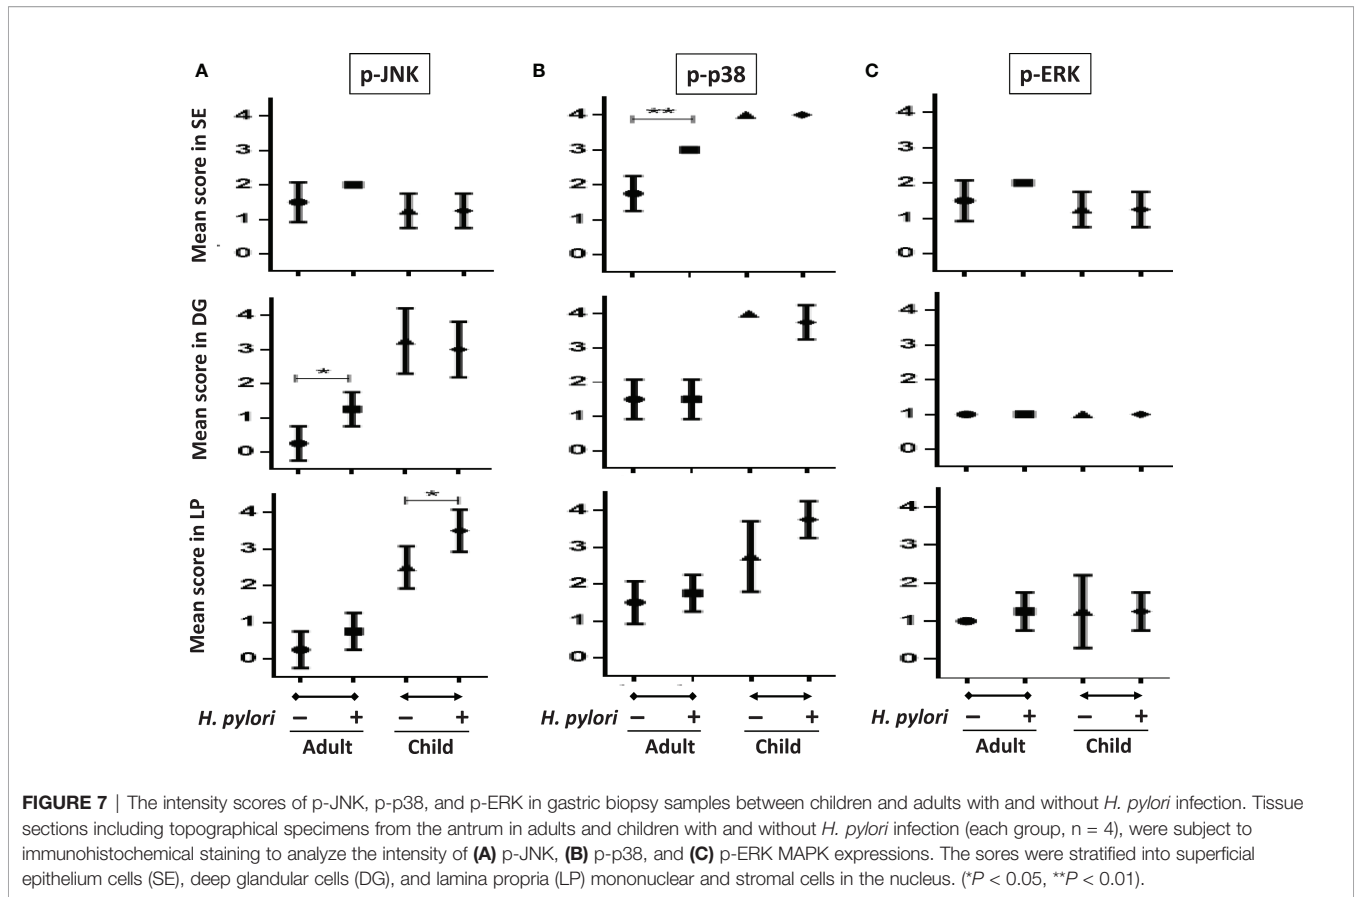 A
p-JNK
B
p-p38
C
p-ERK
Mean score in SE
4
3
2
1
0
4
3
2
1
0
**
4
3
2
1
0
Mean score in DG
4
3
2
1
0
*
4
3
2
1
0
4
3
2
1
0
Mean score in LP
4
3
2
1
0
*
4
3
2
1
0
4
3
2
1
0
H. pylori − + − +
Adult Child
H. pylori − + − +
Adult Child
H. pylori − + − +
Adult Child
FIGURE 7 | The intensity scores of p-JNK, p-p38, and p-ERK in gastric biopsy samples between children and adults with and without H. pylori infection. Tissue
sections including topographical specimens from the antrum in adults and children with and without H. pylori infection (each group, n = 4), were subject to
immunohistochemical staining to analyze the intensity of (A) p-JNK, (B) p-p38, and (C) p-ERK MAPK expressions. The sores were stratified into superficial
epithelium cells (SE), deep glandular cells (DG), and lamina propria (LP) mononuclear and stromal cells in the nucleus. (*P < 0.05, **P < 0.01).